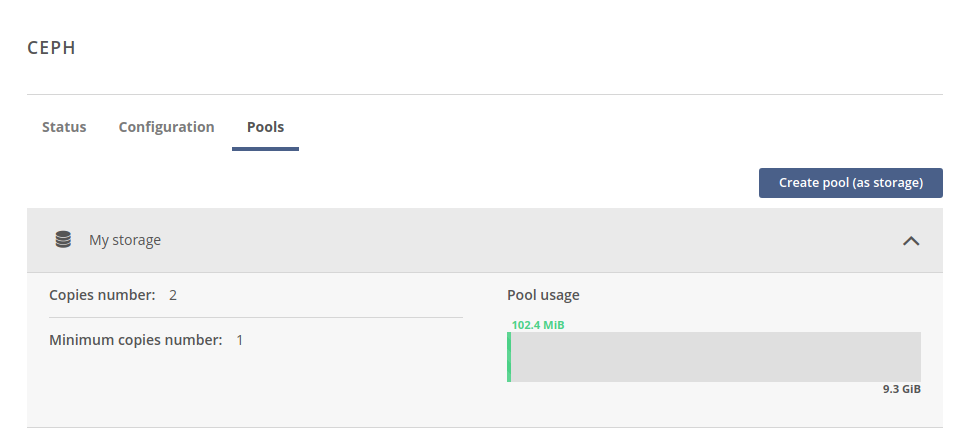 CEPH
Status Configuration Pools
Create pool (as storage)
My storage
Copies number: 2
Minimum copies number: 1
Pool usage
102.4 MiB
9.3 GiB